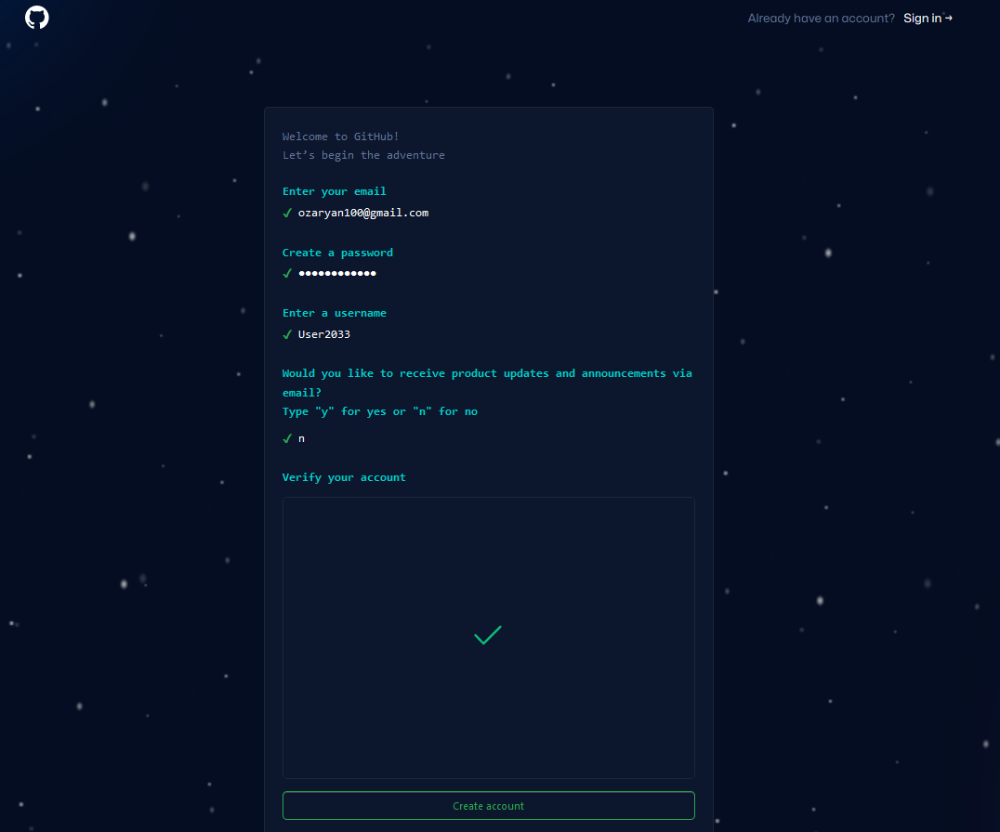 Already have an account? Sign in →
Welcome to GitHub!
Let’s begin the adventure
Enter your email
✓ ozaryan100@gmail.com
Create a password
✓ ●●●●●●●●●●●●
Enter a username
✓ User2033
Would you like to receive product updates and announcements via
email?
Type "y" for yes or "n" for no
✓ n
Verify your account
Create account